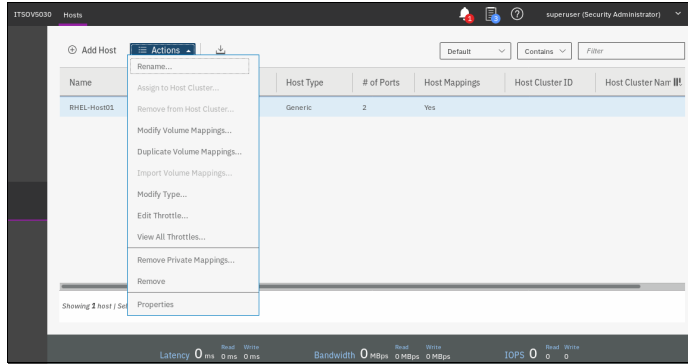 ITSOV5030 Hosts superuser (Security Administrator)
1 3
Add Host Actions Default Contains Filter
Name Host Type # of Ports Host Mappings Host Cluster ID Host Cluster Nam
RHEL-Host01 Generic 2 Yes
Rename...
Assign to Host Cluster...
Remove from Host Cluster...
Modify Volume Mappings...
Duplicate Volume Mappings...
Import Volume Mappings...
Modify Type...
Edit Throttle...
View All Throttles...
Remove Private Mappings...
Remove
Properties
Showing 1 host | Sel
Read Write Read Write Read Write
Latency 0 ms 0 ms 0 ms Bandwidth 0 MBps 0 MBps 0 MBps IOPS 0 0 0